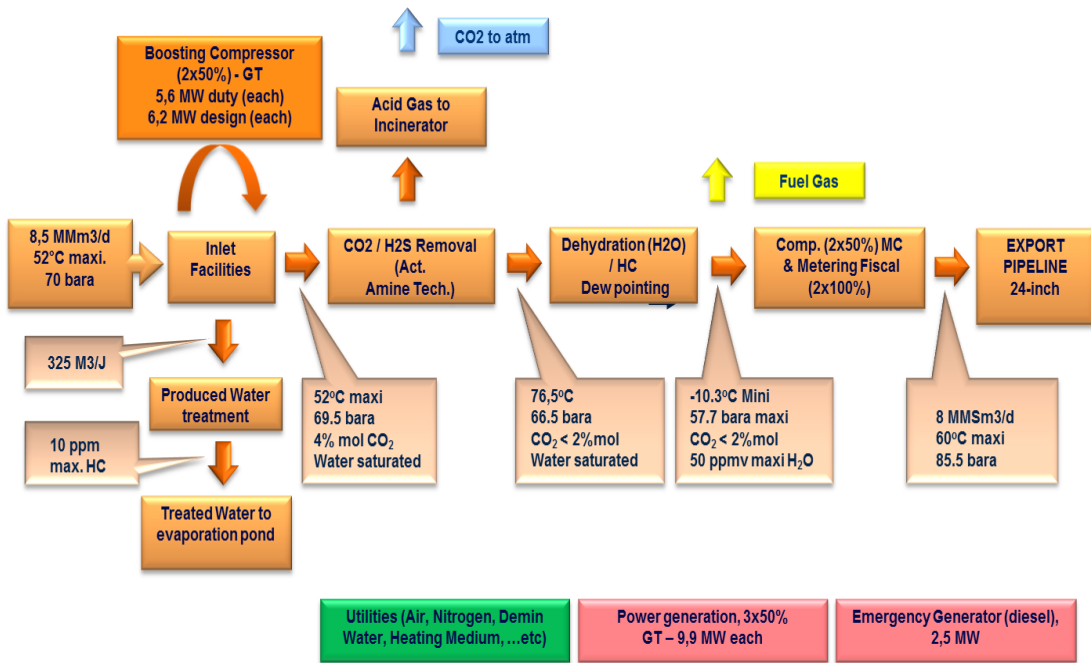 Boosting Compressor
(2x50%) - GT
5,6 MW duty (each)
6,2 MW design (each)
CO2 to atm
Acid Gas to
Incinerator
Fuel Gas
8,5 MMm3/d
52°C maxi.
70 bara
Inlet
Facilities
CO2 / H2S Removal
(Act.
Amine Tech.)
Dehydration (H2O)
/ HC
Dew pointing
Comp. (2x50%) MC
& Metering Fiscal
(2x100%)
EXPORT
PIPELINE
24-inch
325 M3/J
Produced Water
treatment
10 ppm
max. HC
Treated Water to
evaporation pond
52ºC maxi
69.5 bara
4% mol CO₂
Water saturated
76,5ºC
66.5 bara
CO₂ < 2%mol
Water saturated
-10.3ºC Mini
57.7 bara maxi
CO₂ < 2%mol
50 ppmv maxi H₂O
8 MMSm3/d
60ºC maxi
85.5 bara
Utilities (Air, Nitrogen, Demin
Water, Heating Medium, ...etc)
Power generation, 3x50%
GT – 9,9 MW each
Emergency Generator (diesel),
2,5 MW